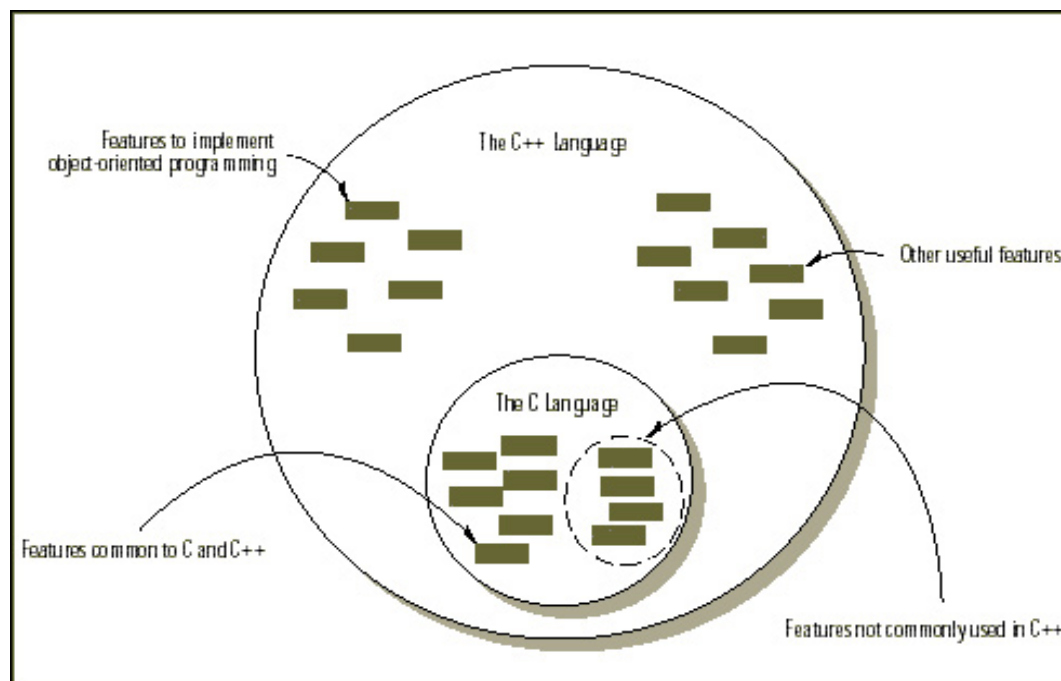 Features to implement
object-oriented programming
The C++ Language
Other useful features
The C Language
Features common to C and C++
Features not commonly used in C++